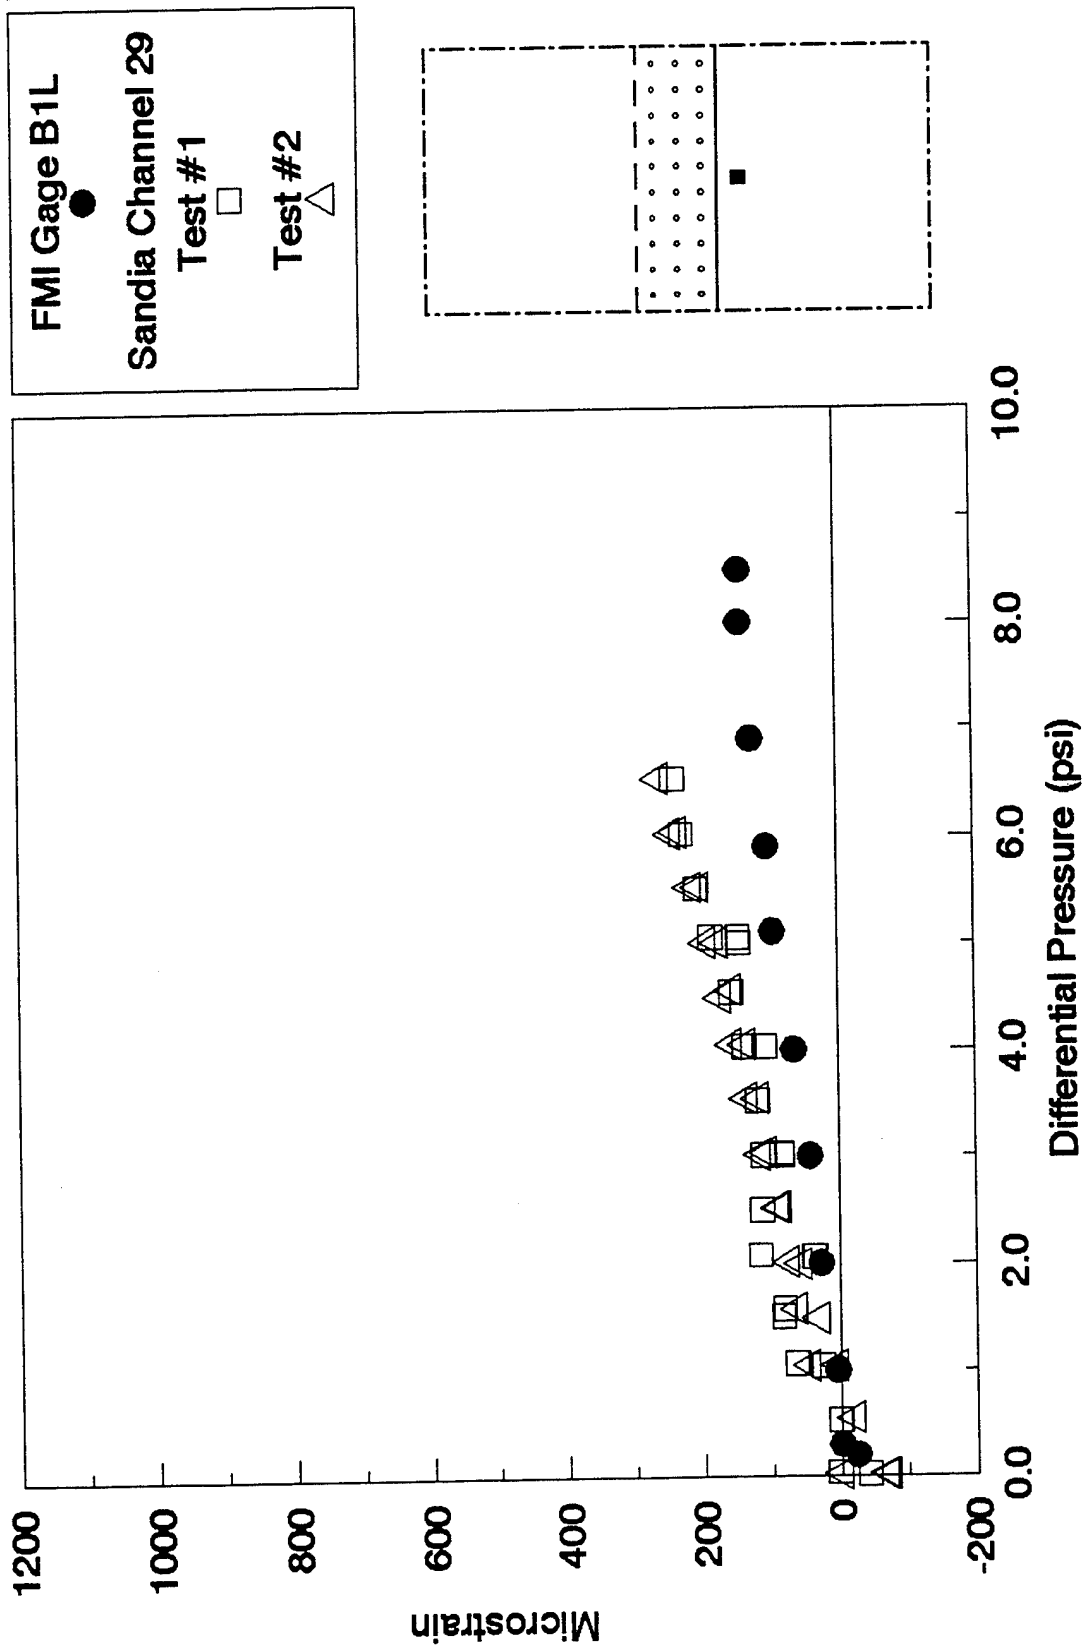 FMI Gage B1L
Sandia Channel 29
Test #1
Test #2
1200
1000
800
600
400
200
0
-200
Microstrain
0.0
2.0
4.0
6.0
8.0
10.0
Differential Pressure (psi)